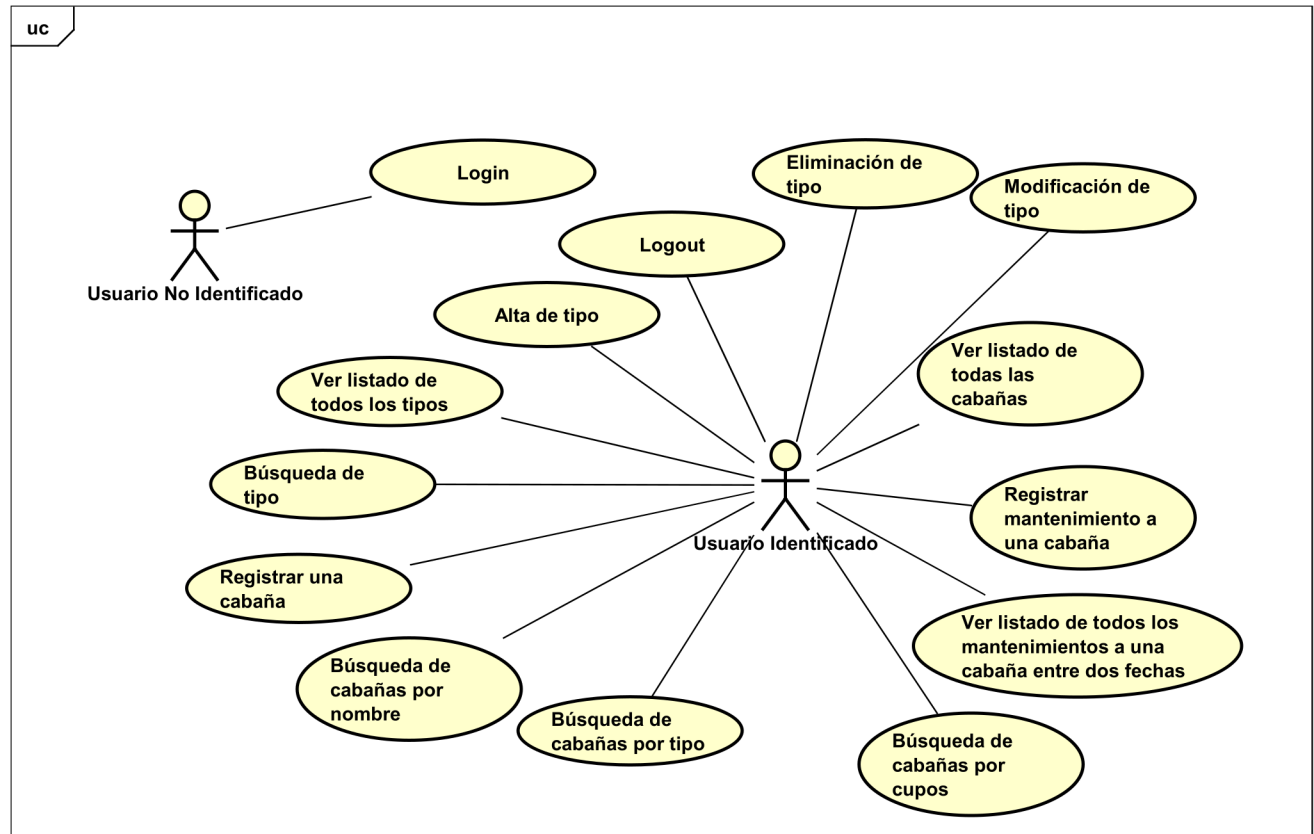 uc
Login
Eliminación de
tipo
Modificación de
tipo
Logout
Usuario No Identificado
Alta de tipo
Ver listado de
todas las
cabañas
Ver listado de
todos los tipos
Búsqueda de
tipo
Registrar
mantenimiento a
una cabaña
Usuario Identificado
Registrar una
cabaña
Ver listado de todos los
mantenimientos a una
cabaña entre dos fechas
Búsqueda de
cabañas por
nombre
Búsqueda de
cabañas por tipo
Búsqueda de
cabañas por
cupos